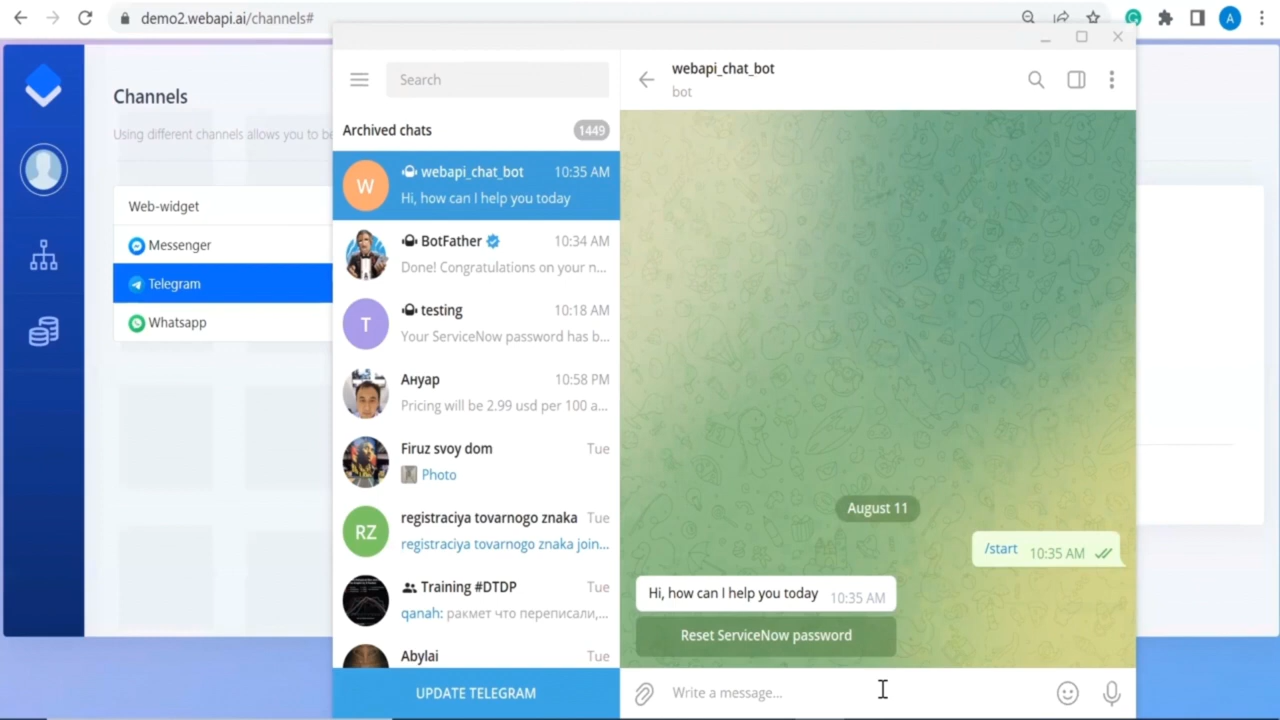 demo2.webapi.ai/channels#
A
Channels
Using different channels allows you to be
Web-widget
Messenger
Telegram
Whatsapp
Search
Archived chats 1449
W
webapi_chat_bot 10:35 AM
Hi, how can I help you today
BotFather 10:34 AM
Done! Congratulations on your n...
T
testing 10:18 AM
Your ServiceNow password has b...
Ануар 10:58 PM
Pricing will be 2.99 usd per 100 a...
Firuz svoy dom Tue
Photo
RZ
registraciya tovarnogo znaka Tue
registraciya tovarnogo znaka join...
Training #DTDP Tue
qanah: ракмет что переписали,...
Abylai Tue
UPDATE TELEGRAM
webapi_chat_bot
bot
August 11
/start 10:35 AM
Hi, how can I help you today 10:35 AM
Reset ServiceNow password
Write a message...